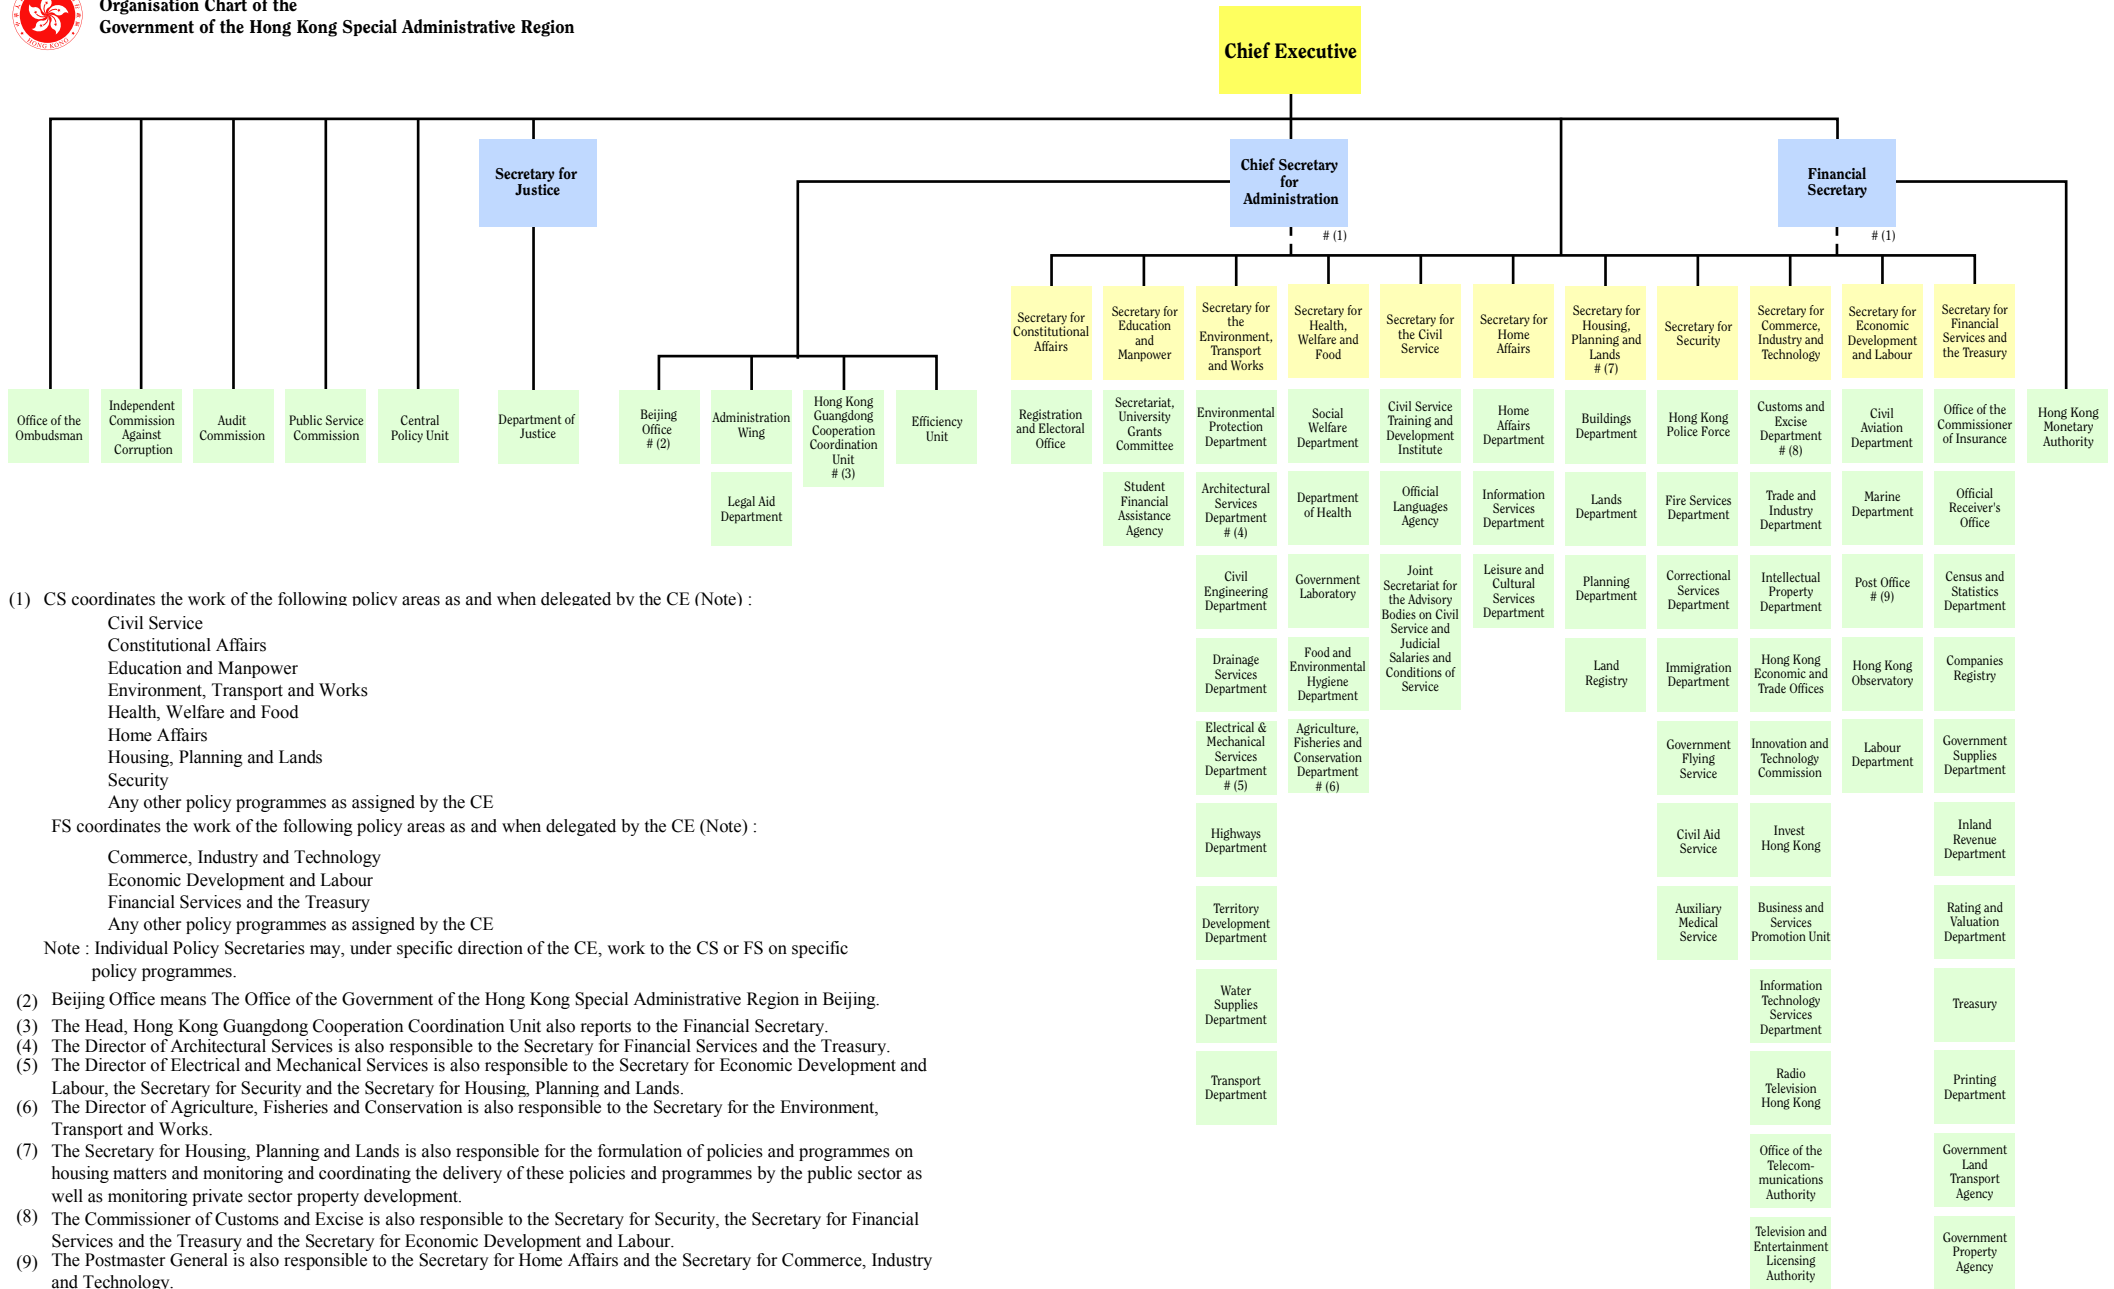 Organisation Chart of the
Government of the Hong Kong Special Administrative Region
HONG KONG
Chief Executive
Secretary for
Justice
Chief Secretary
for
Administration
# (1)
Financial
Secretary
# (1)
Secretary for
Constitutional
Affairs
Secretary for
Education
and
Manpower
Secretary for
the
Environment,
Transport
and Works
Secretary for
Health,
Welfare and
Food
Secretary for
the Civil
Service
Secretary for
Home
Affairs
Secretary for
Housing,
Planning and
Lands
# (7)
Secretary for
Security
Secretary for
Commerce,
Industry and
Technology
Secretary for
Economic
Development
and Labour
Secretary for
Financial
Services and
the Treasury
Office of the
Ombudsman
Independent
Commission
Against
Corruption
Audit
Commission
Public Service
Commission
Central
Policy Unit
Department of
Justice
Beijing
Office
# (2)
Administration
Wing
Legal Aid
Department
Hong Kong
Guangdong
Cooperation
Coordination
Unit
# (3)
Efficiency
Unit
Registration
and Electoral
Office
Secretariat,
University
Grants
Committee
Student
Financial
Assistance
Agency
Environmental
Protection
Department
Architectural
Services
Department
# (4)
Civil
Engineering
Department
Drainage
Services
Department
Electrical &
Mechanical
Services
Department
# (5)
Highways
Department
Territory
Development
Department
Water
Supplies
Department
Transport
Department
Social
Welfare
Department
Department
of Health
Government
Laboratory
Food and
Environmental
Hygiene
Department
Agriculture,
Fisheries and
Conservation
Department
# (6)
Civil Service
Training and
Development
Institute
Official
Languages
Agency
Joint
Secretariat for
the Advisory
Bodies on Civil
Service and
Judicial
Salaries and
Conditions of
Service
Home
Affairs
Department
Information
Services
Department
Leisure and
Cultural
Services
Department
Buildings
Department
Lands
Department
Planning
Department
Land
Registry
Hong Kong
Police Force
Fire Services
Department
Correctional
Services
Department
Immigration
Department
Government
Flying
Service
Civil Aid
Service
Auxiliary
Medical
Service
Customs and
Excise
Department
# (8)
Trade and
Industry
Department
Intellectual
Property
Department
Hong Kong
Economic and
Trade Offices
Innovation and
Technology
Commission
Invest
Hong Kong
Business and
Services
Promotion Unit
Information
Technology
Services
Department
Radio
Television
Hong Kong
Office of the
Telecom-
munications
Authority
Television and
Entertainment
Licensing
Authority
Civil
Aviation
Department
Marine
Department
Post Office
# (9)
Hong Kong
Observatory
Labour
Department
Office of the
Commissioner
of Insurance
Official
Receiver's
Office
Census and
Statistics
Department
Companies
Registry
Government
Supplies
Department
Inland
Revenue
Department
Rating and
Valuation
Department
Treasury
Printing
Department
Government
Land
Transport
Agency
Government
Property
Agency
Hong Kong
Monetary
Authority
(1) CS coordinates the work of the following policy areas as and when delegated by the CE (Note) :
Civil Service
Constitutional Affairs
Education and Manpower
Environment, Transport and Works
Health, Welfare and Food
Home Affairs
Housing, Planning and Lands
Security
Any other policy programmes as assigned by the CE
FS coordinates the work of the following policy areas as and when delegated by the CE (Note) :
Commerce, Industry and Technology
Economic Development and Labour
Financial Services and the Treasury
Any other policy programmes as assigned by the CE
Note : Individual Policy Secretaries may, under specific direction of the CE, work to the CS or FS on specific
policy programmes.
(2) Beijing Office means The Office of the Government of the Hong Kong Special Administrative Region in Beijing.
(3) The Head, Hong Kong Guangdong Cooperation Coordination Unit also reports to the Financial Secretary.
(4) The Director of Architectural Services is also responsible to the Secretary for Financial Services and the Treasury.
(5) The Director of Electrical and Mechanical Services is also responsible to the Secretary for Economic Development and
Labour, the Secretary for Security and the Secretary for Housing, Planning and Lands.
(6) The Director of Agriculture, Fisheries and Conservation is also responsible to the Secretary for the Environment,
Transport and Works.
(7) The Secretary for Housing, Planning and Lands is also responsible for the formulation of policies and programmes on
housing matters and monitoring and coordinating the delivery of these policies and programmes by the public sector as
well as monitoring private sector property development.
(8) The Commissioner of Customs and Excise is also responsible to the Secretary for Security, the Secretary for Financial
Services and the Treasury and the Secretary for Economic Development and Labour.
(9) The Postmaster General is also responsible to the Secretary for Home Affairs and the Secretary for Commerce, Industry
and Technology.